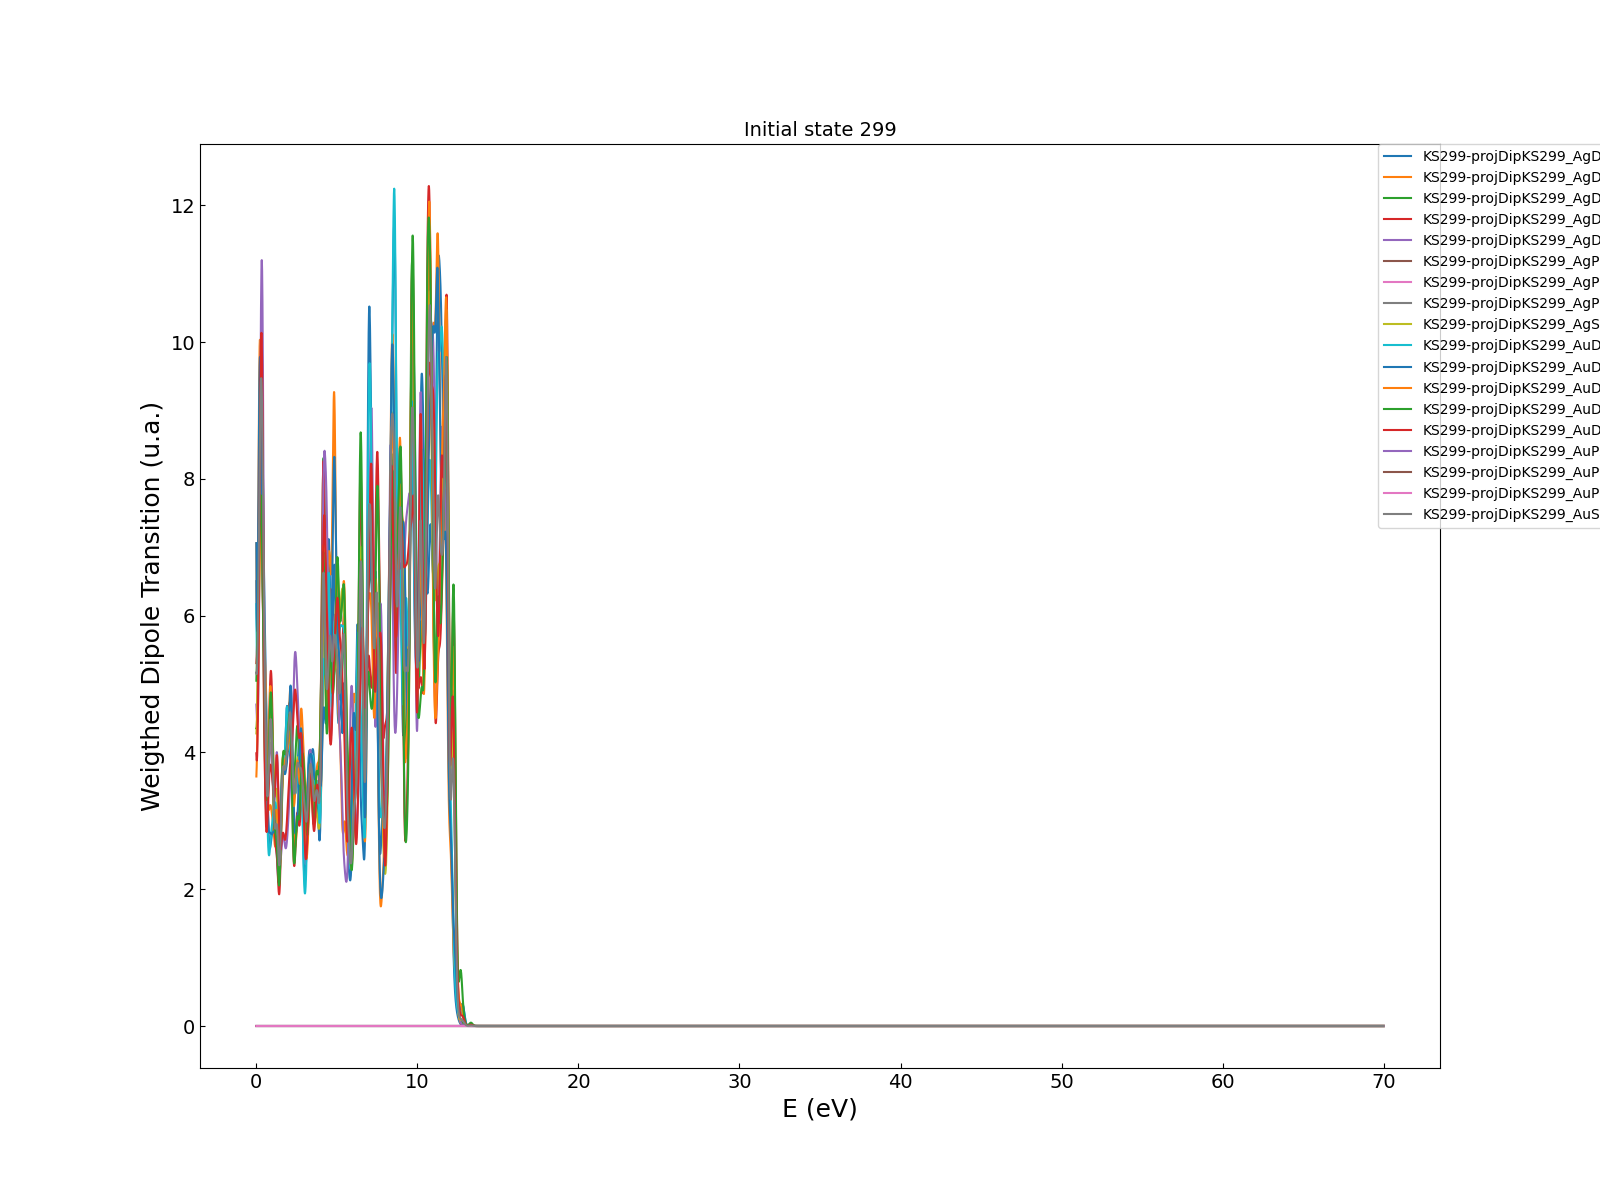 Initial state 299
12
10
8
6
4
2
0
Weigthed Dipole Transition (u.a.)
KS299-projDipKS299_AgD
KS299-projDipKS299_AgD
KS299-projDipKS299_AgD
KS299-projDipKS299_AgD
KS299-projDipKS299_AgD
KS299-projDipKS299_AgP
KS299-projDipKS299_AgP
KS299-projDipKS299_AgP
KS299-projDipKS299_AgS
KS299-projDipKS299_AuD
KS299-projDipKS299_AuD
KS299-projDipKS299_AuD
KS299-projDipKS299_AuD
KS299-projDipKS299_AuD
KS299-projDipKS299_AuP
KS299-projDipKS299_AuP
KS299-projDipKS299_AuP
KS299-projDipKS299_AuS
0 10 20 30 40 50 60 70
E (eV)